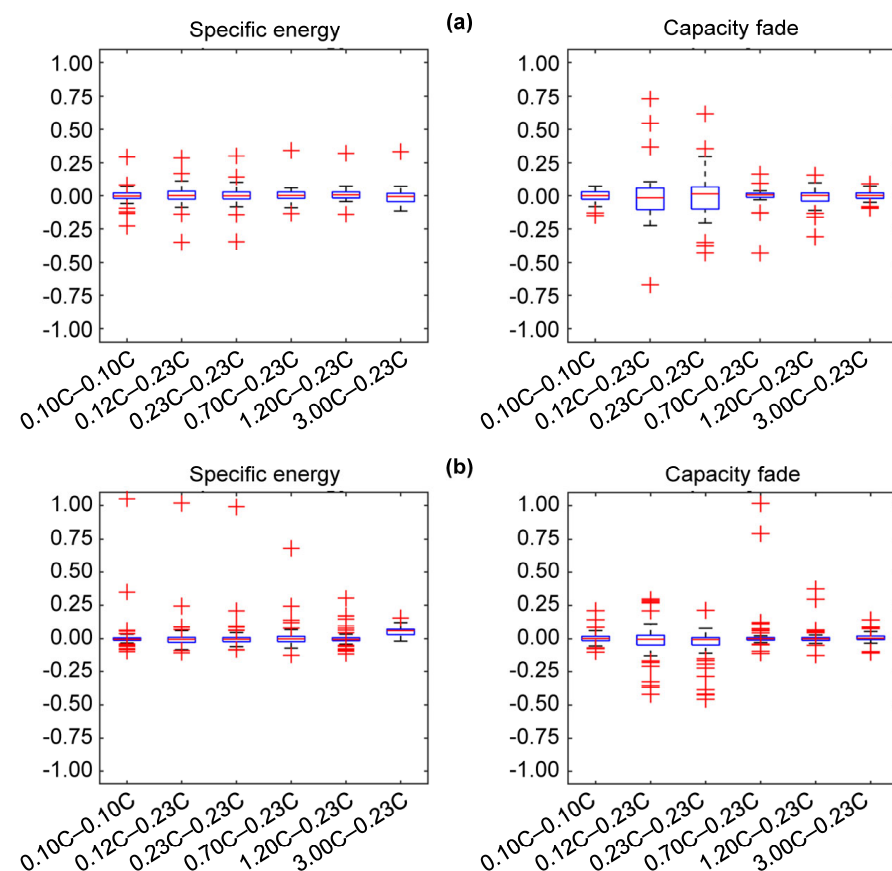 (a)
Specific energy
Capacity fade
1.00
0.75
0.50
0.25
0.00
-0.25
-0.50
-0.75
-1.00
0.10C–0.10C
0.12C–0.23C
0.23C–0.23C
0.70C–0.23C
1.20C–0.23C
3.00C–0.23C
1.00
0.75
0.50
0.25
0.00
-0.25
-0.50
-0.75
-1.00
0.10C–0.10C
0.12C–0.23C
0.23C–0.23C
0.70C–0.23C
1.20C–0.23C
3.00C–0.23C
(b)
Specific energy
Capacity fade
1.00
0.75
0.50
0.25
0.00
-0.25
-0.50
-0.75
-1.00
0.10C–0.10C
0.12C–0.23C
0.23C–0.23C
0.70C–0.23C
1.20C–0.23C
3.00C–0.23C
1.00
0.75
0.50
0.25
0.00
-0.25
-0.50
-0.75
-1.00
0.10C–0.10C
0.12C–0.23C
0.23C–0.23C
0.70C–0.23C
1.20C–0.23C
3.00C–0.23C